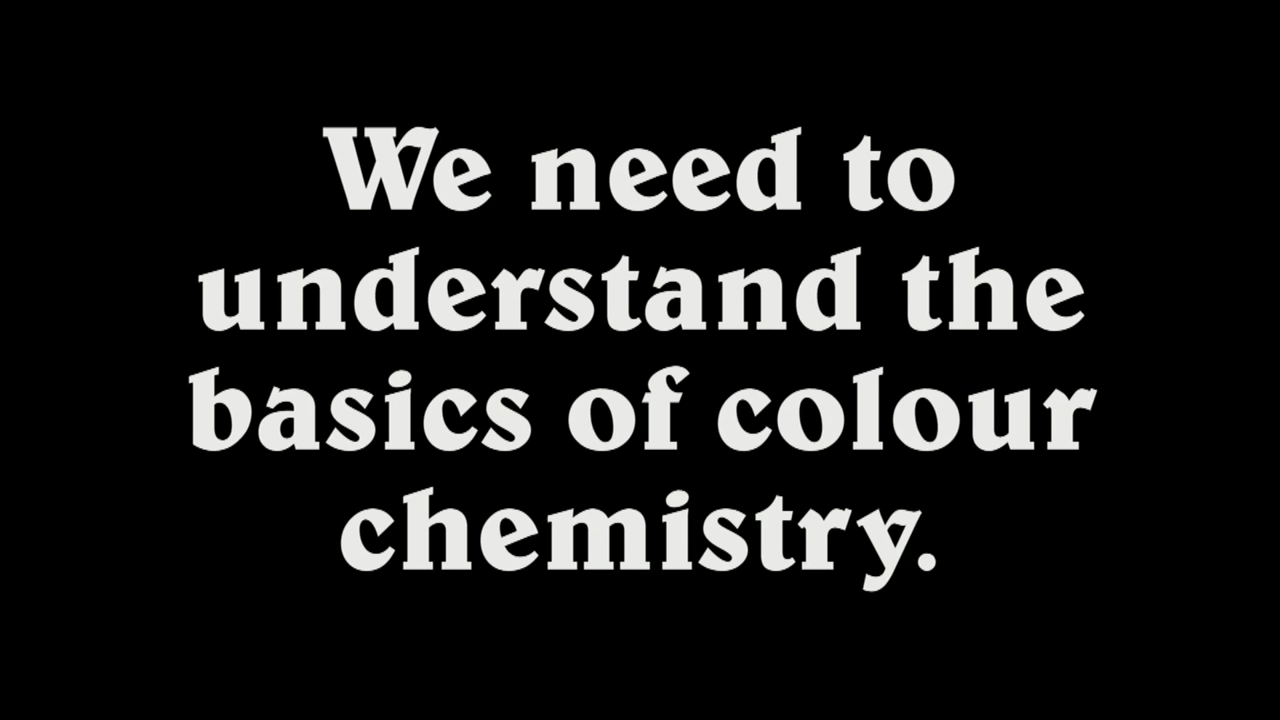 We need to
understand the
basics of colour
chemistry.